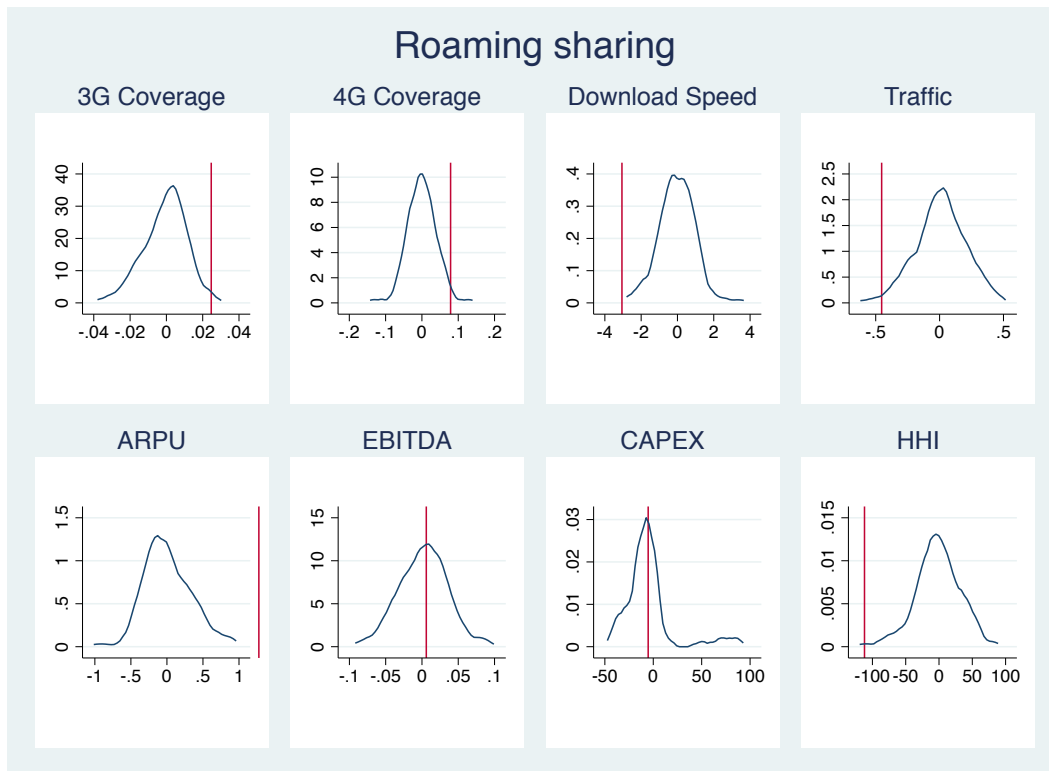 Roaming sharing
3G Coverage
4G Coverage
Download Speed
Traffic
0 10 20 30 40
-.04 -.02 0 .02 .04
0 2 4 6 8 10
-.2 -.1 0 .1 .2
0 .1 .2 .3 .4
-4 -2 0 2 4
0 .5 1 1.5 2 2.5
-.5 0 .5
ARPU
EBITDA
CAPEX
HHI
0 .5 1 1.5
-1 -.5 0 .5 1
0 5 10 15
-.1 -.05 0 .05 .1
0 .01 .02 .03
-50 0 50 100
0 .005 .01 .015
-100 -50 0 50 100